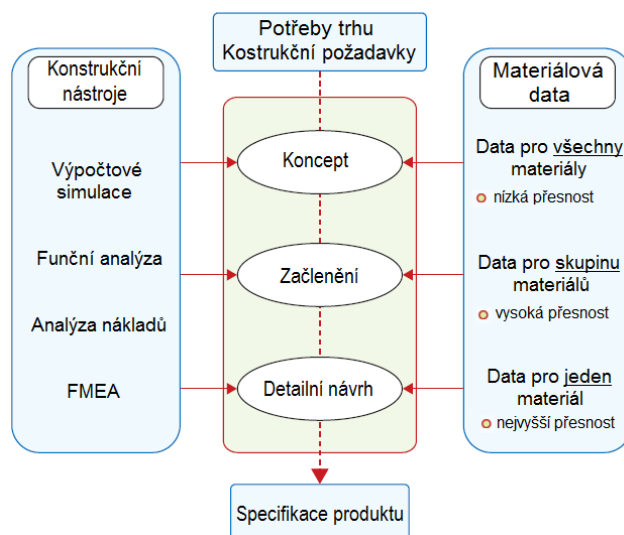 Potřeby trhu
Kostrukční požadavky
Konstrukční
nástroje
Výpočtové
simulace
Funční analýza
Analýza nákladů
FMEA
Koncept
Začlenění
Detailní návrh
Materiálová
data
Data pro všechny
materiály
nízká přesnost
Data pro skupinu
materiálů
vysoká přesnost
Data pro jeden
materiál
nejvyšší přesnost
Specifikace produktu